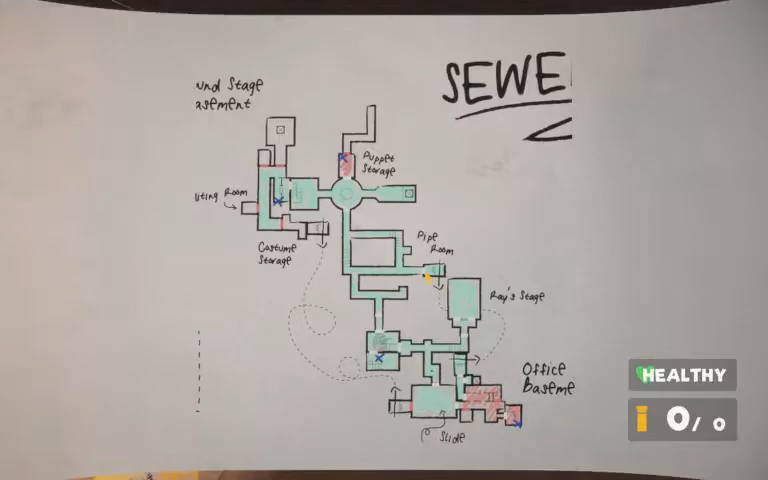 und Stage
asement
SEWE
Puppet
Storage
iting Room
Pipe
Room
Costume
Storage
Ray's Stage
Office
Baseme
Slide
HEALTHY
0/ 0